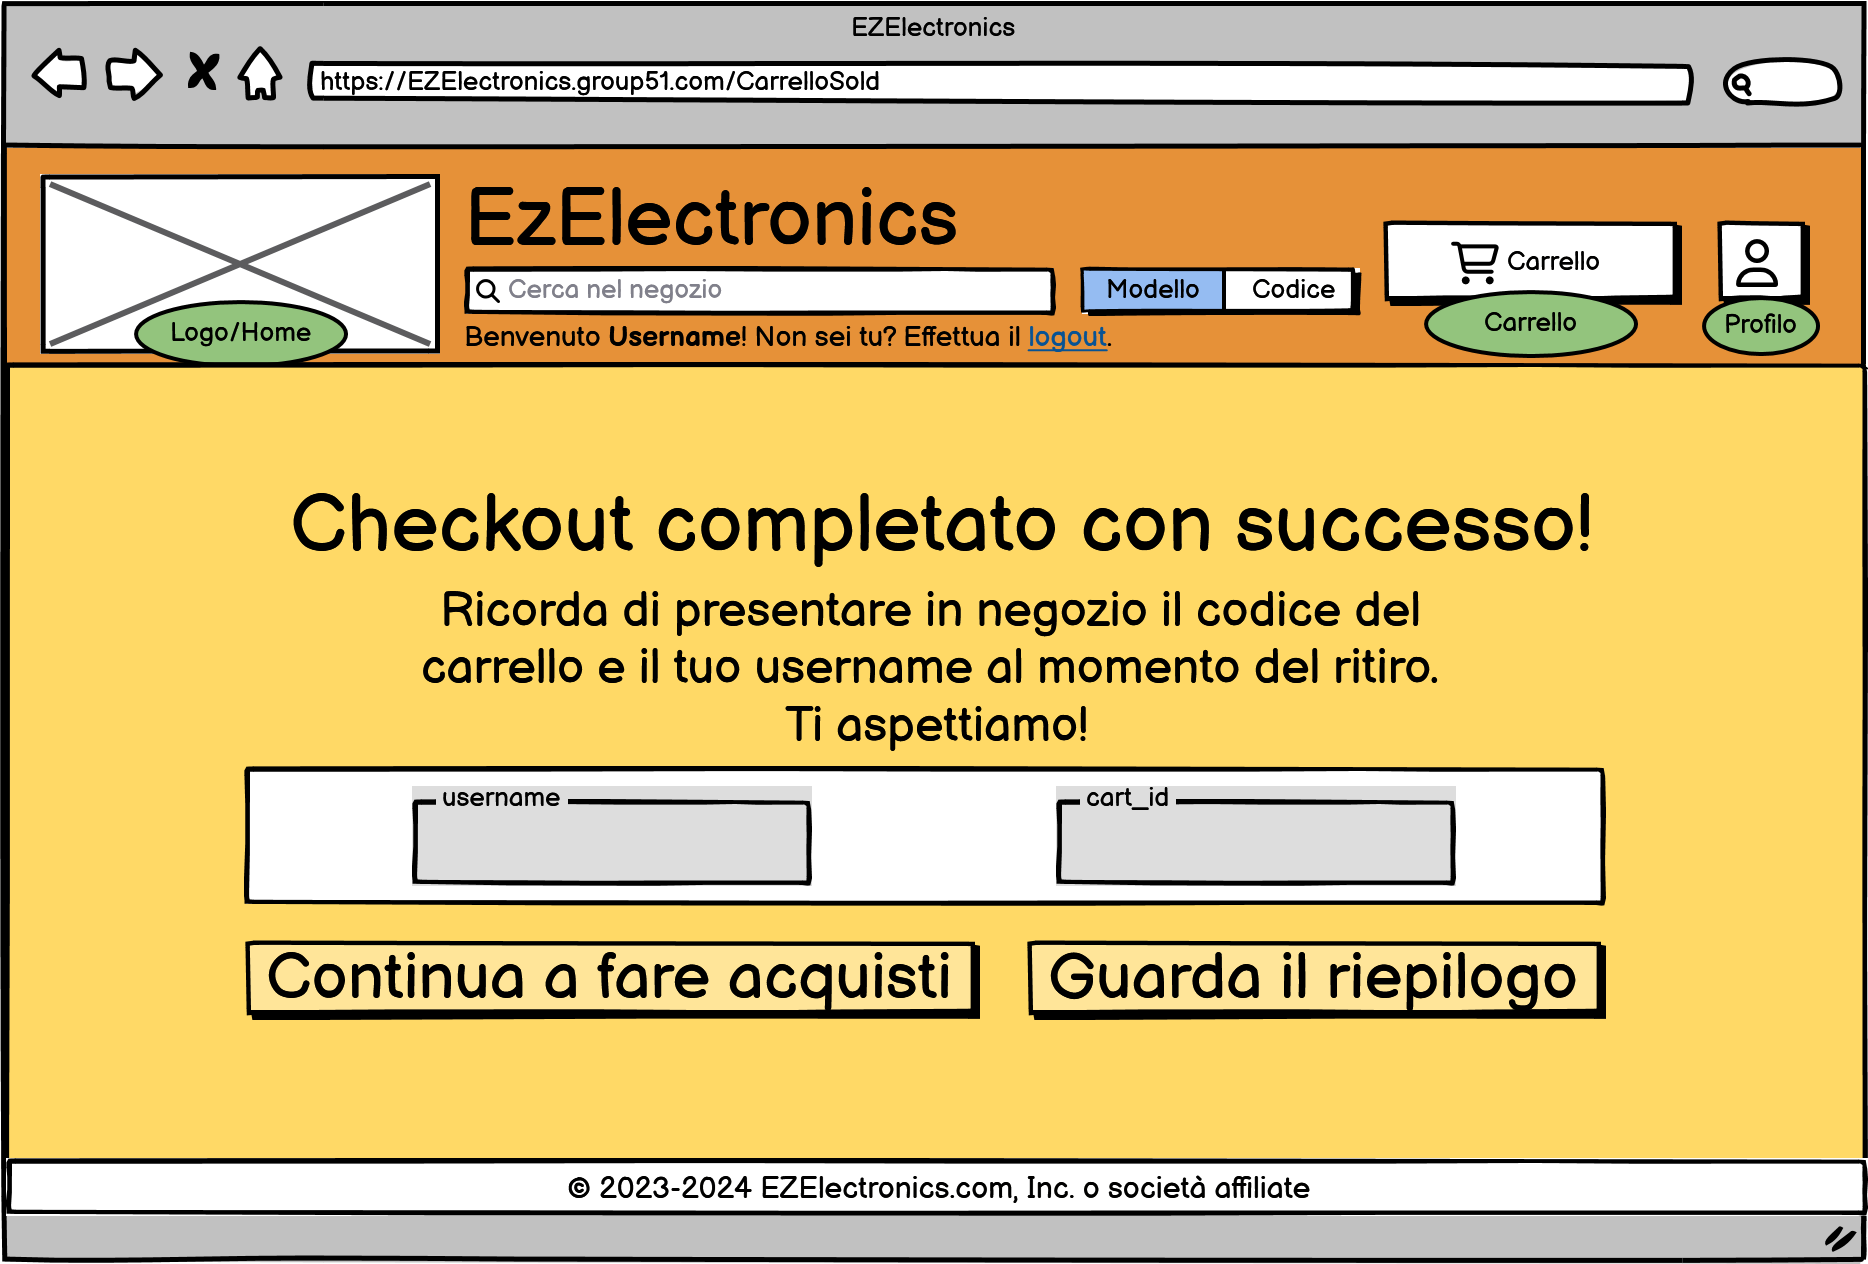 EZElectronics
https://EZElectronics.group51.com/CarrelloSold
EzElectronics
Cerca nel negozio
Modello
Codice
Carrello
Logo/Home
Benvenuto Username! Non sei tu? Effettua il logout.
Carrello
Profilo
Checkout completato con successo!
Ricorda di presentare in negozio il codice del
carrello e il tuo username al momento del ritiro.
Ti aspettiamo!
username
cart_id
Continua a fare acquisti
Guarda il riepilogo
© 2023-2024 EZElectronics.com, Inc. o società affiliate